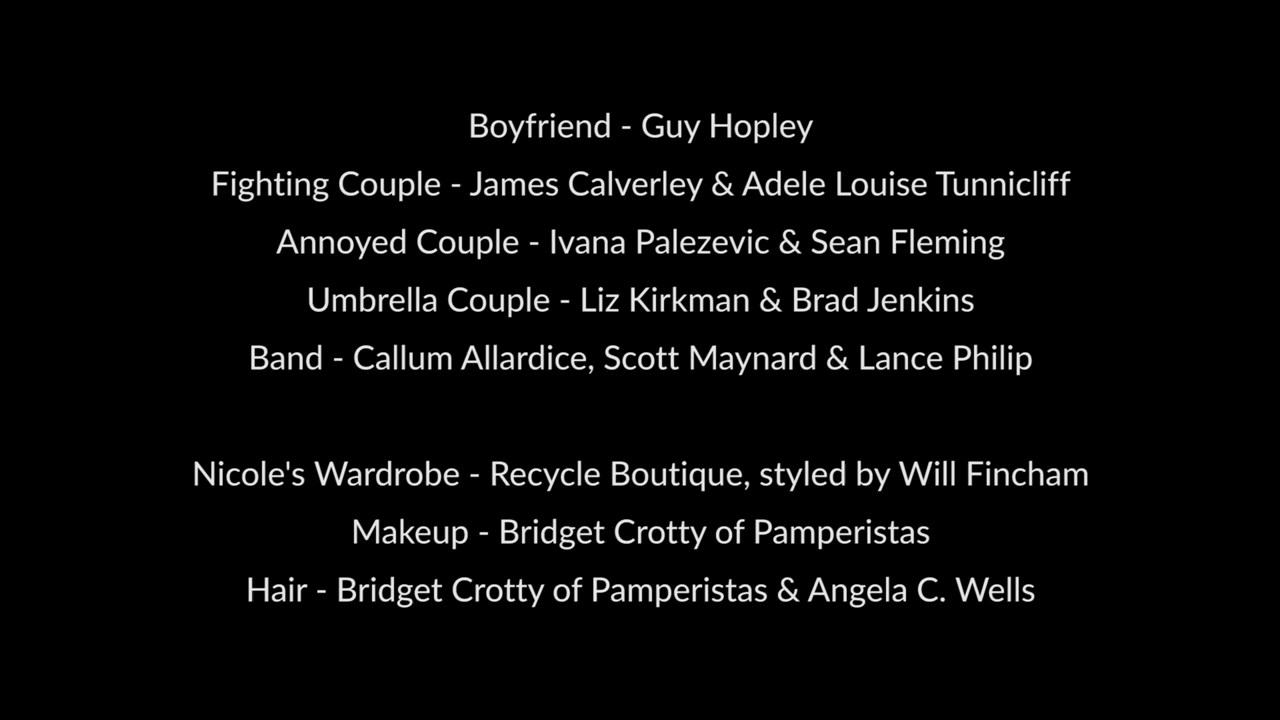 Boyfriend - Guy Hopley
Fighting Couple - James Calverley & Adele Louise Tunnicliff
Annoyed Couple - Ivana Palezevic & Sean Fleming
Umbrella Couple - Liz Kirkman & Brad Jenkins
Band - Callum Allardice, Scott Maynard & Lance Philip
Nicole's Wardrobe - Recycle Boutique, styled by Will Fincham
Makeup - Bridget Crotty of Pamperistas
Hair - Bridget Crotty of Pamperistas & Angela C. Wells